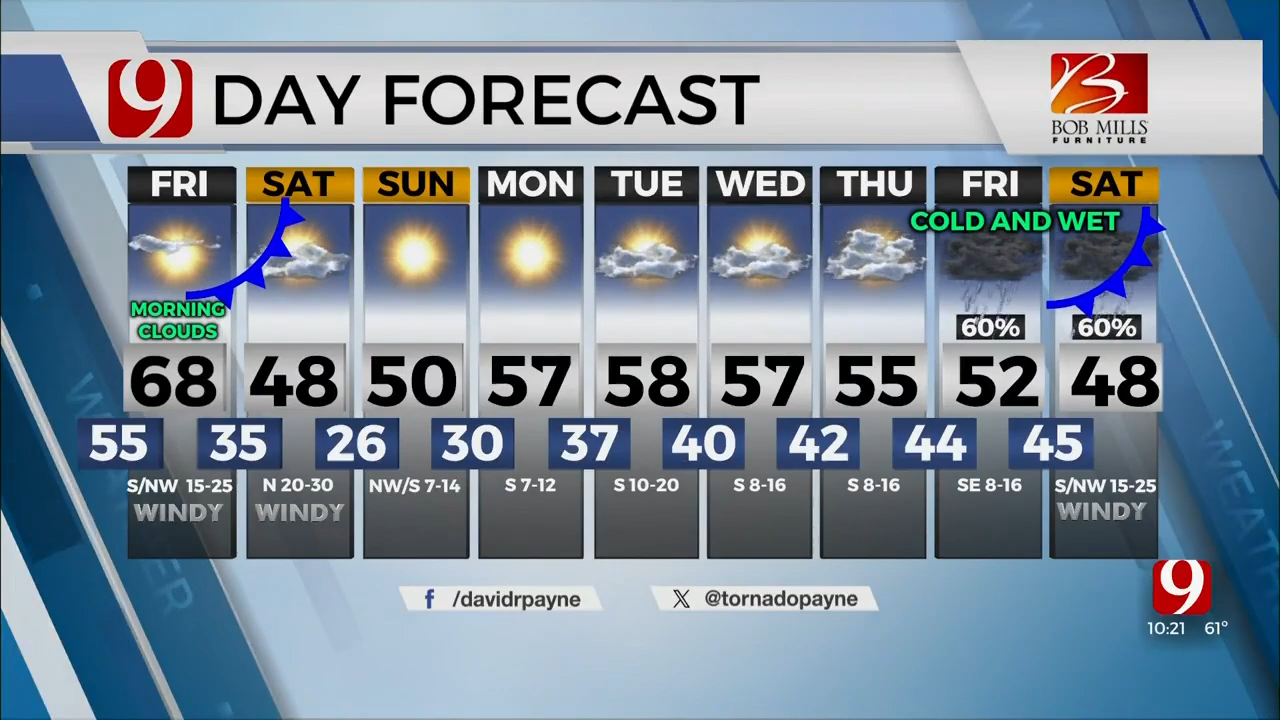 9 DAY FORECAST
B
BOB MILLS
FURNITURE
FRI SAT SUN MON TUE WED THU FRI SAT
COLD AND WET
MORNING
CLOUDS
60% 60%
68 48 50 57 58 57 55 52 48
55 35 26 30 37 40 42 44 45
S/NW 15-25 N 20-30 NW/S 7-14 S 7-12 S 10-20 S 8-16 S 8-16 SE 8-16 S/NW 15-25
WINDY WINDY WINDY
f /davidrpayne X @tornadopayne
9
10:21 61°
WEATHER
WEATHER